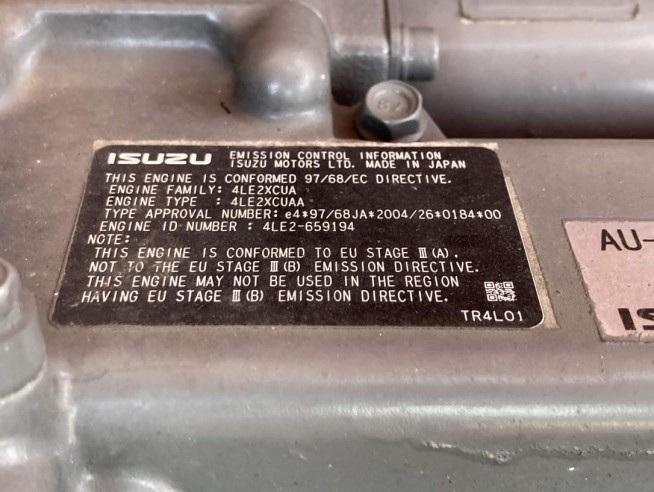 82
ISUZU EMISSION CONTROL INFORMATION
ISUZU MOTORS LTD. MADE IN JAPAN
THIS ENGINE IS CONFORMED 97/68/EC DIRECTIVE.
ENGINE FAMILY: 4LE2XCUA
ENGINE TYPE : 4LE2XCUAA
TYPE APPROVAL NUMBER: e4*97/68JA*2004/26*0184*00
ENGINE ID NUMBER : 4LE2-659194
NOTE:
THIS ENGINE IS CONFORMED TO EU STAGE Ⅲ(A).
NOT TO THE EU STAGE Ⅲ(B) EMISSION DIRECTIVE.
THIS ENGINE MAY NOT BE USED IN THE REGION
HAVING EU STAGE Ⅲ(B) EMISSION DIRECTIVE.
TR4L01
AU-
IS